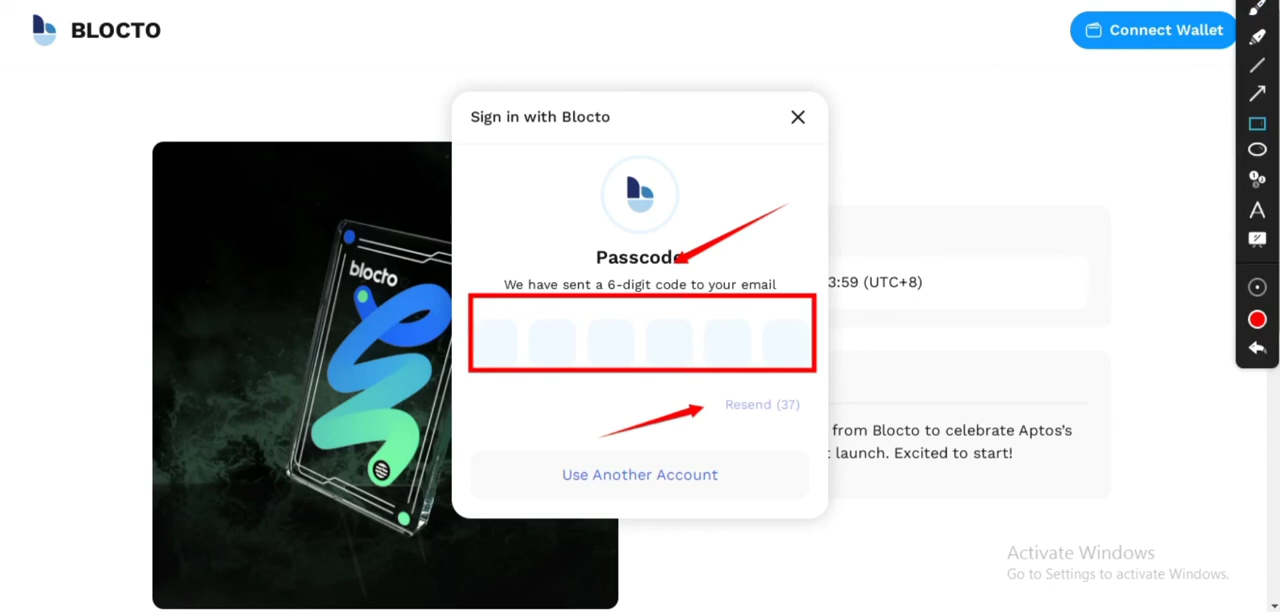 BLOCTO
Connect Wallet
Sign in with Blocto
blocto
Passcode
We have sent a 6-digit code to your email
3:59 (UTC+8)
Resend (37)
from Blocto to celebrate Aptos's
launch. Excited to start!
Use Another Account
Activate Windows
Go to Settings to activate Windows.